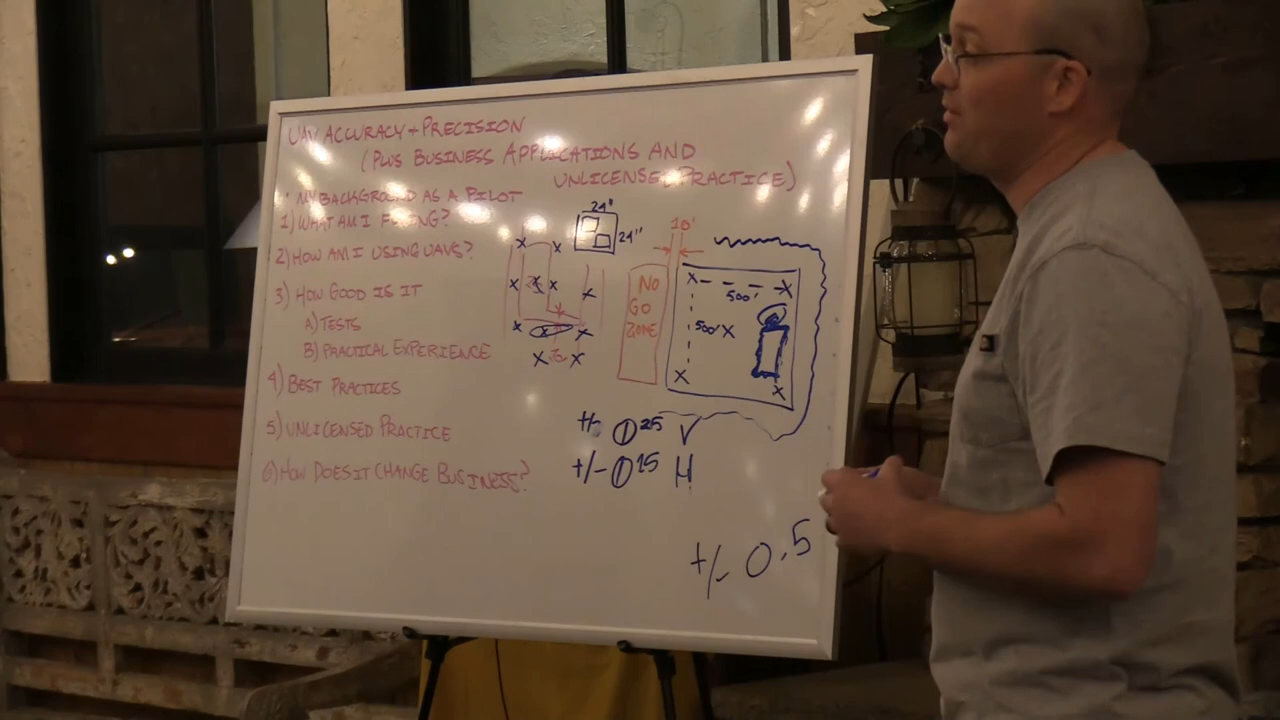 UAV ACCURACY + PRECISION
(PLUS BUSINESS APPLICATIONS AND
UNLICENSED PRACTICE)
• MY BACKGROUND AS A PILOT
1) WHAT AM I FLYING?
2) HOW AM I USING UAVS?
3) HOW GOOD IS IT
A) TESTS
B) PRACTICAL EXPERIENCE
4) BEST PRACTICES
5) UNLICENSED PRACTICE
6) HOW DOES IT CHANGE BUSINESS?
24"
24"
10'
NO
GO
ZONE
500'
500'
+/- 0.25 V
+/- 0.15 H
+/- 0.5